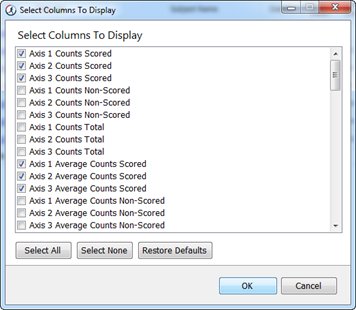 Select Columns To Display
Subject Name
Select Columns To Display
Axis 1 Counts Scored
Axis 2 Counts Scored
Axis 3 Counts Scored
Axis 1 Counts Non-Scored
Axis 2 Counts Non-Scored
Axis 3 Counts Non-Scored
Axis 1 Counts Total
Axis 2 Counts Total
Axis 3 Counts Total
Axis 1 Average Counts Scored
Axis 2 Average Counts Scored
Axis 3 Average Counts Scored
Axis 1 Average Counts Non-Scored
Axis 2 Average Counts Non-Scored
Axis 3 Average Counts Non-Scored
Select All Select None Restore Defaults
OK Cancel